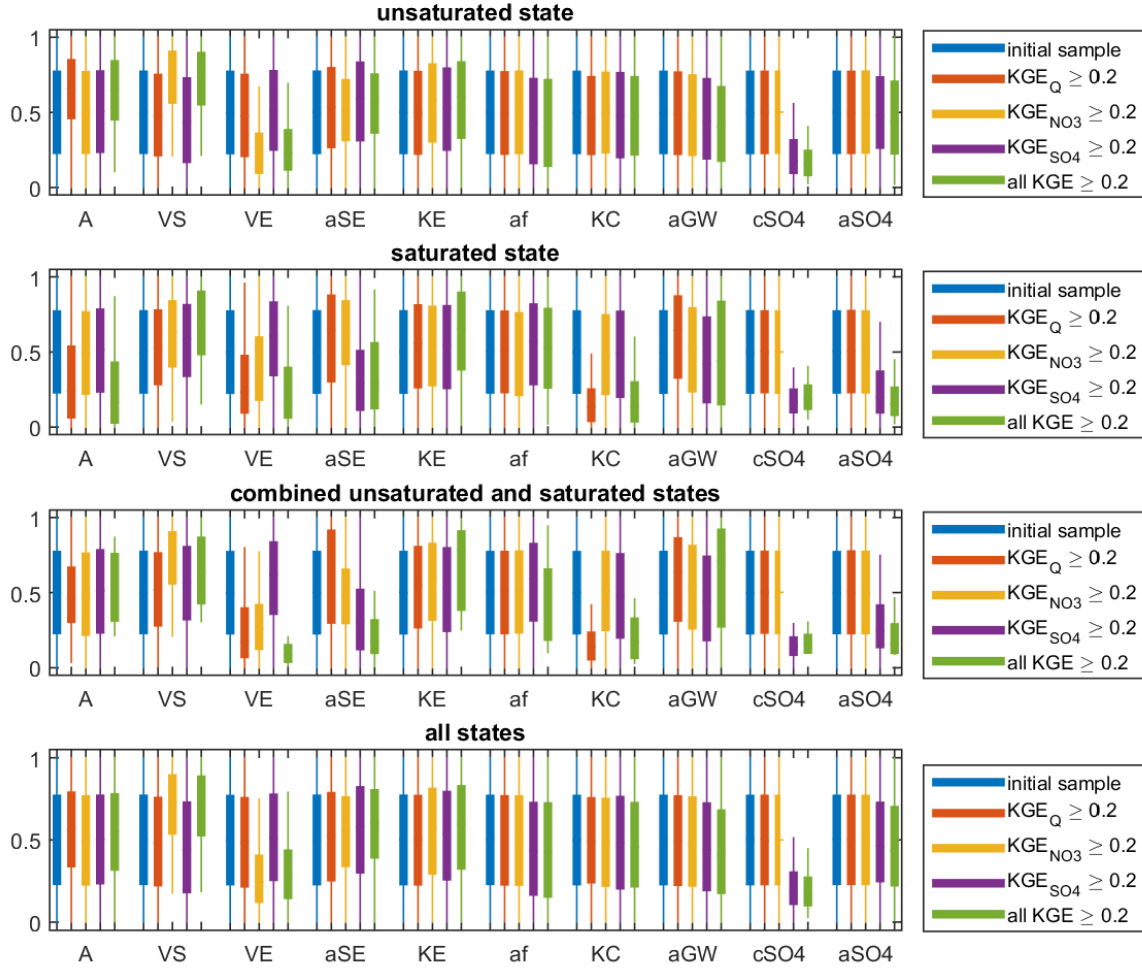 unsaturated state
1
0.5
0
A VS VE aSE KE af KC aGW cSO4 aSO4
initial sample
KGE_Q ≥ 0.2
KGE_NO3 ≥ 0.2
KGE_SO4 ≥ 0.2
all KGE ≥ 0.2
saturated state
1
0.5
0
A VS VE aSE KE af KC aGW cSO4 aSO4
initial sample
KGE_Q ≥ 0.2
KGE_NO3 ≥ 0.2
KGE_SO4 ≥ 0.2
all KGE ≥ 0.2
combined unsaturated and saturated states
1
0.5
0
A VS VE aSE KE af KC aGW cSO4 aSO4
initial sample
KGE_Q ≥ 0.2
KGE_NO3 ≥ 0.2
KGE_SO4 ≥ 0.2
all KGE ≥ 0.2
all states
1
0.5
0
A VS VE aSE KE af KC aGW cSO4 aSO4
initial sample
KGE_Q ≥ 0.2
KGE_NO3 ≥ 0.2
KGE_SO4 ≥ 0.2
all KGE ≥ 0.2